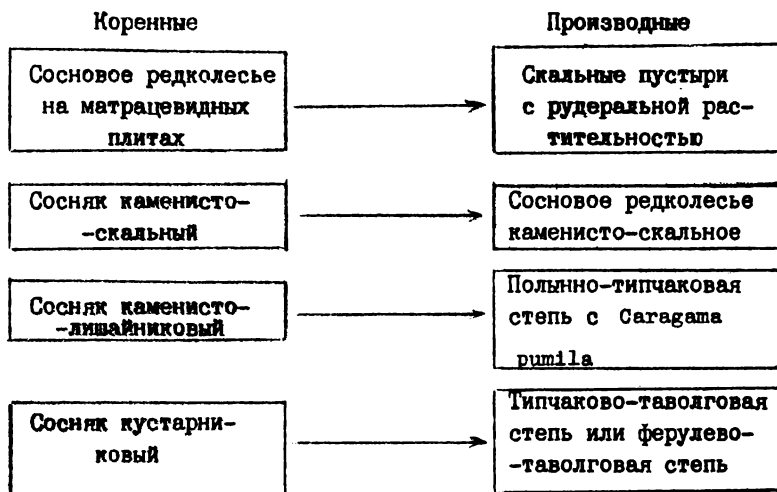 Коренные
Производные
Сосновое редколесье
на матрацевидных
плитах
Скальные пустыри
с рудеральной рас-
тительностью
Сосняк каменисто-
-скальный
Сосновое редколесье
каменисто-скальное
Сосняк каменисто-
-лишайниковый
Полынно-типчаковая
степь с Caragama
pumila
Сосняк кустарни-
ковый
Типчаково-таволговая
степь или ферулево-
-таволговая степь